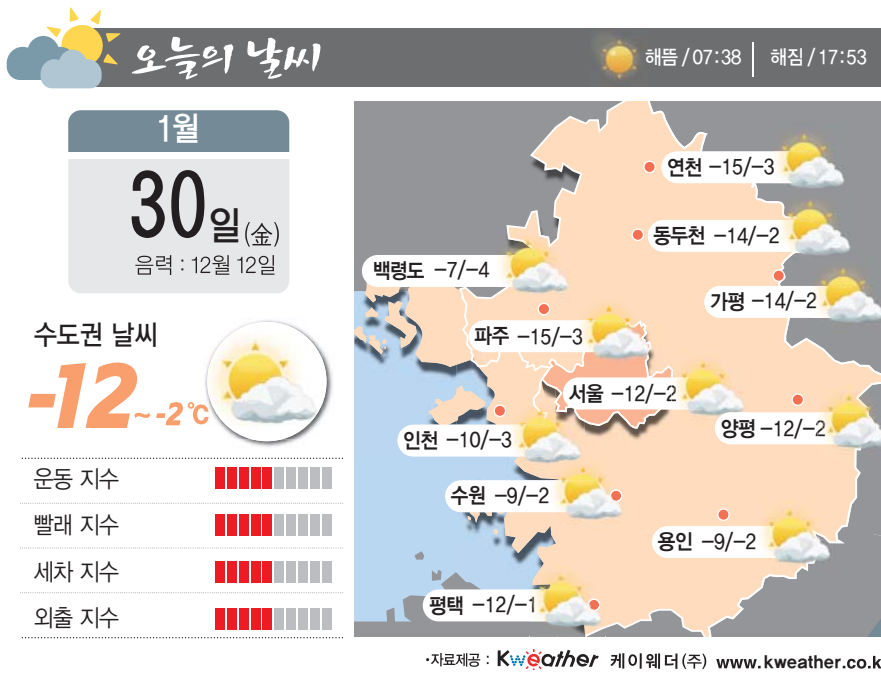 오늘의 날씨
해뜸 / 07:38 | 해짐 / 17:53
1월
30일(金)
음력 : 12월 12일
수도권 날씨
-12~ -2℃
운동 지수
빨래 지수
세차 지수
외출 지수
연천 -15/-3
동두천 -14/-2
백령도 -7/-4
가평 -14/-2
파주 -15/-3
서울 -12/-2
양평 -12/-2
인천 -10/-3
수원 -9/-2
용인 -9/-2
평택 -12/-1
·자료제공 : Kweather 케이웨더(주) www.kweather.co.k